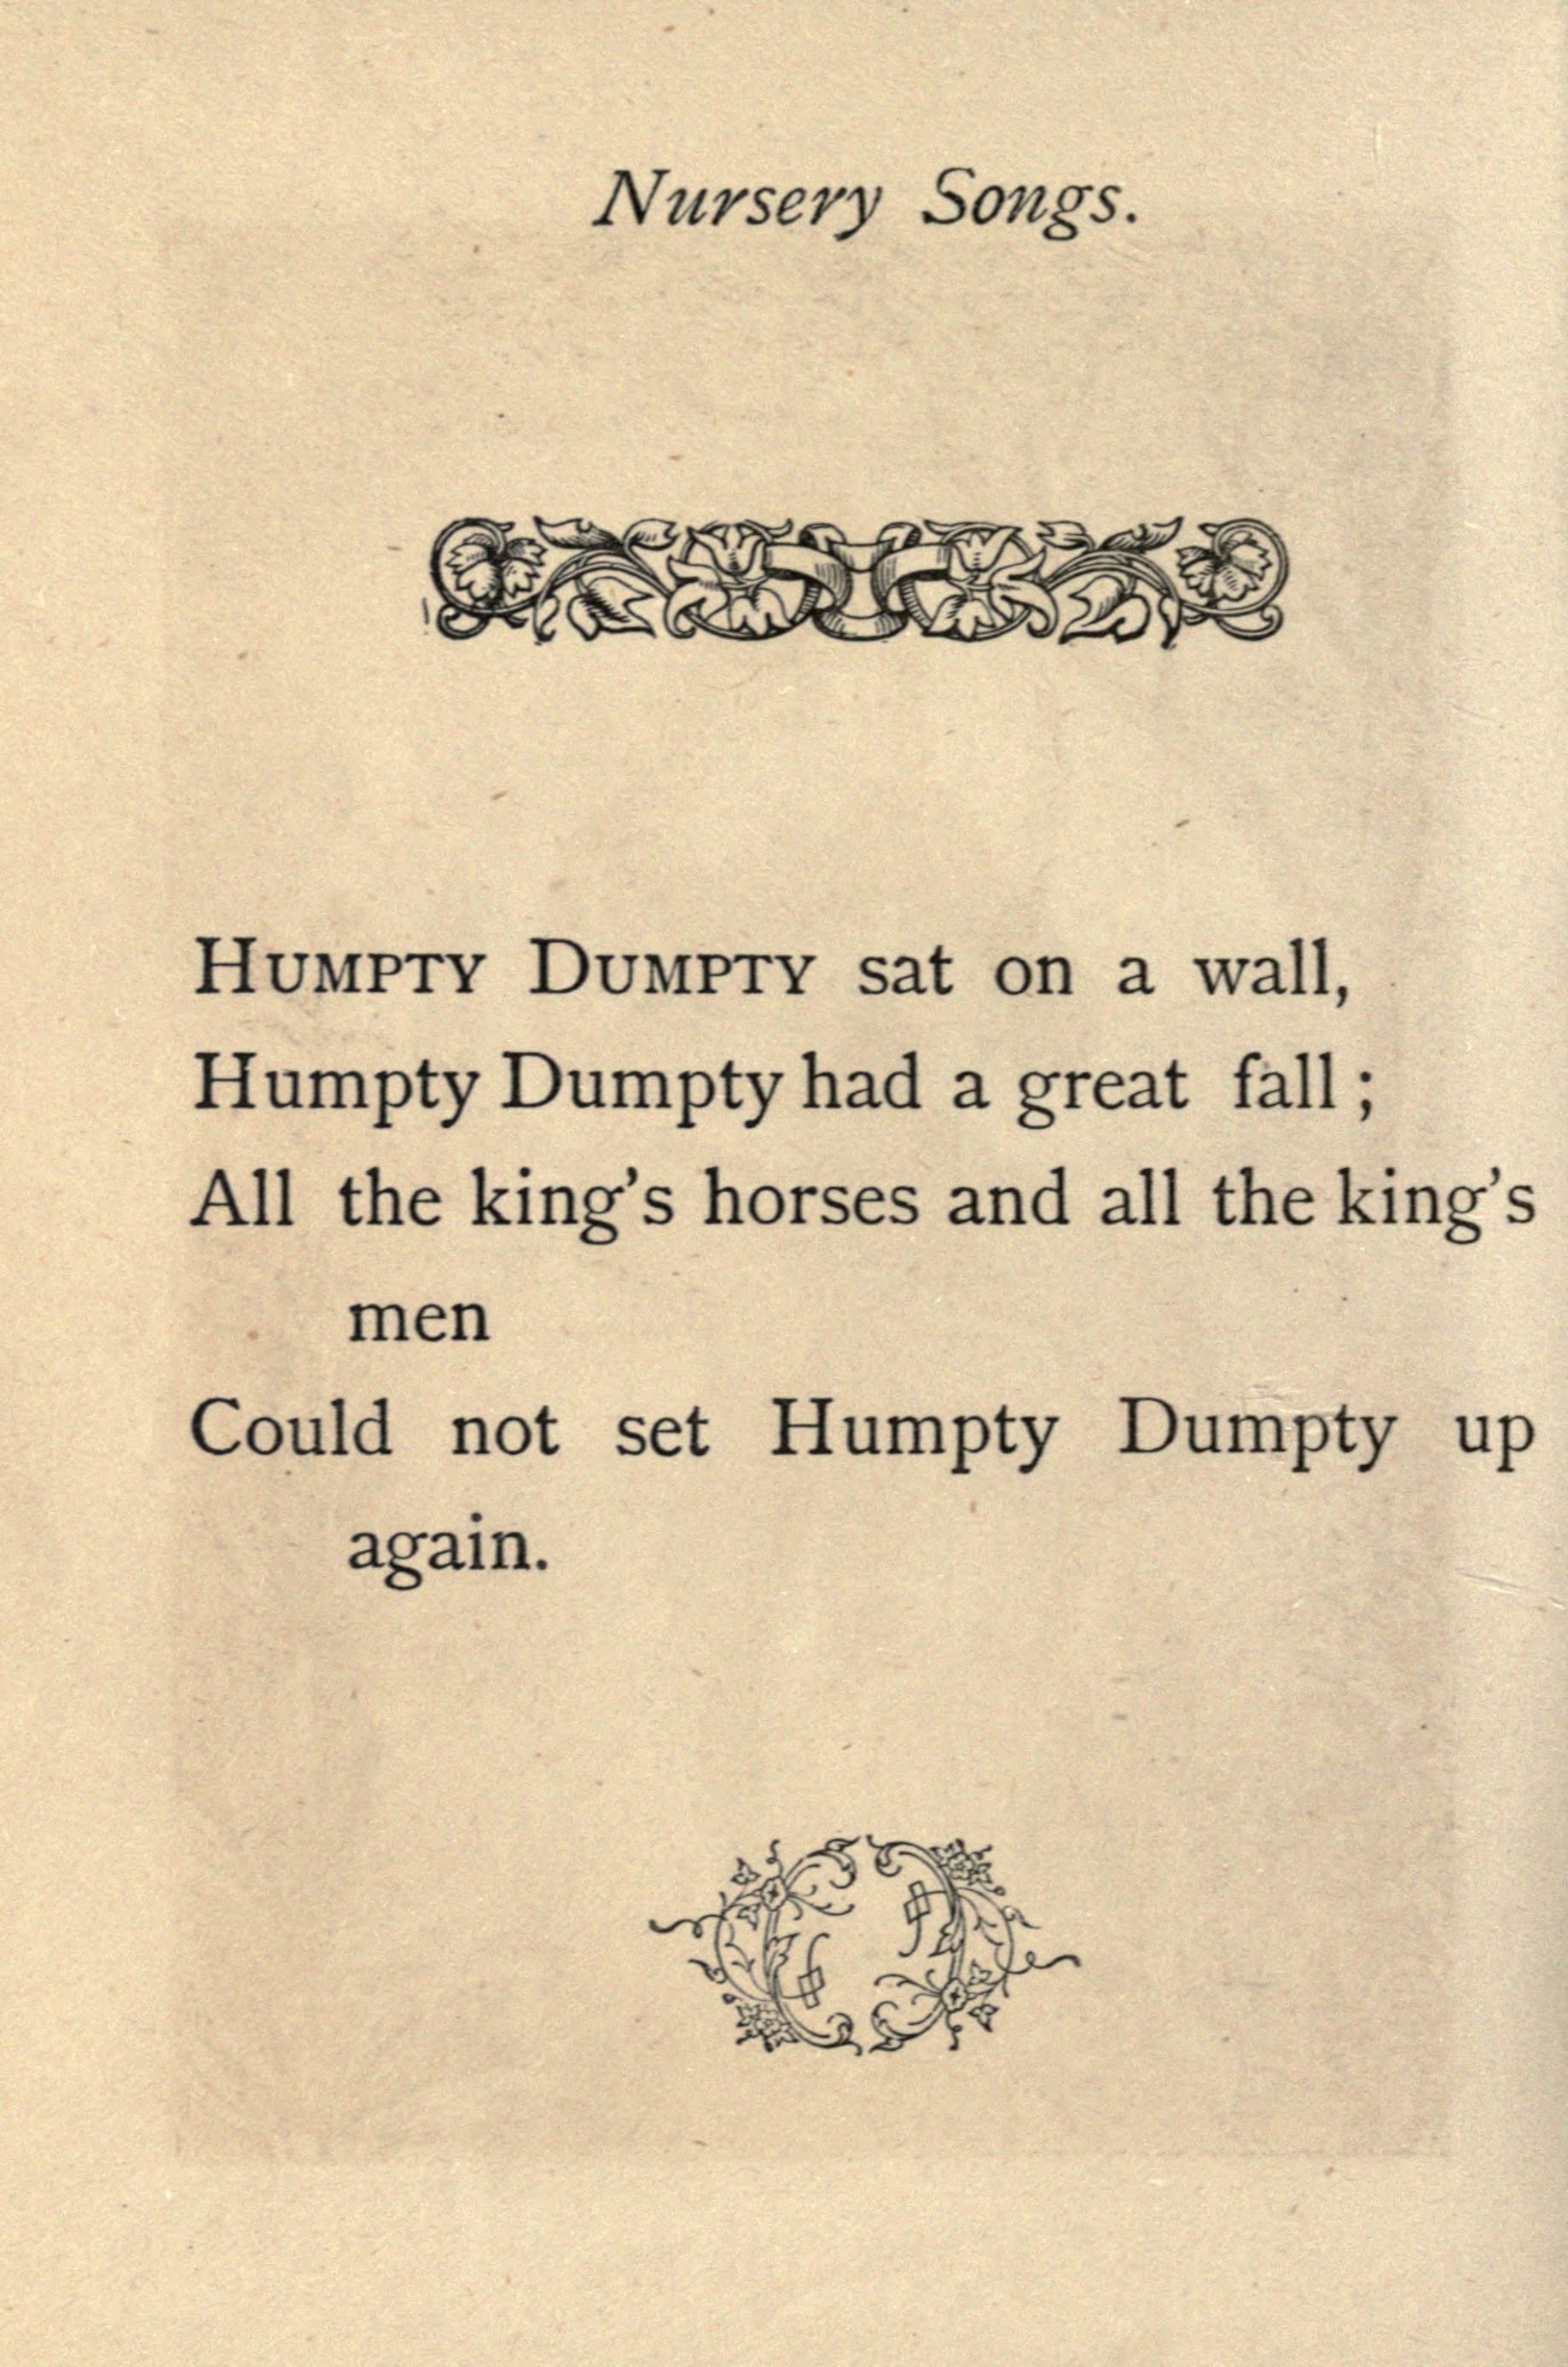 Nursery Songs.
HUMPTY DUMPTY sat on a wall,
Humpty Dumpty had a great fall ;
All the king’s horses and all the king’s
men
Could not set Humpty Dumpty up
again.